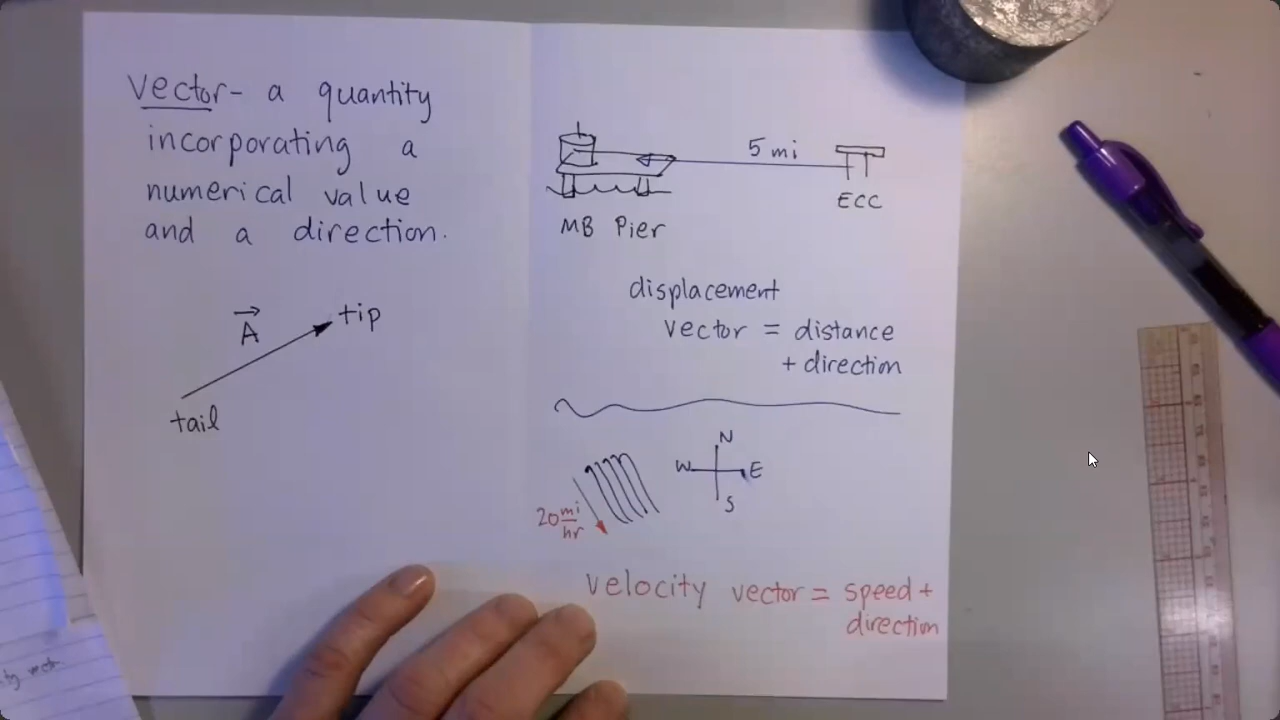 vector- a quantity
incorporating a
numerical value
and a direction.
A
tip
tail
5 mi
ECC
MB Pier
displacement
vector = distance
+ direction
N
W E
S
20 mi/hr
velocity vector = speed +
direction